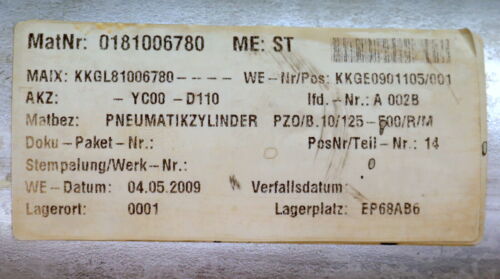 MatNr: 0181006780 ME: ST
MAIX: KKGL81006780----- WE-Nr/Pos: KKGE0901105/001
AKZ: -YC00-D110 lfd.-Nr.: A 002B
Matbez: PNEUMATIKZYLINDER PZO/B.10/125-500/R/M
Doku-Paket-Nr.: PosNr/Teil-Nr.: 14
Stempelung/Werk-Nr.: 0
WE-Datum: 04.05.2009 Verfallsdatum:
Lagerort: 0001 Lagerplatz: EP68AB6